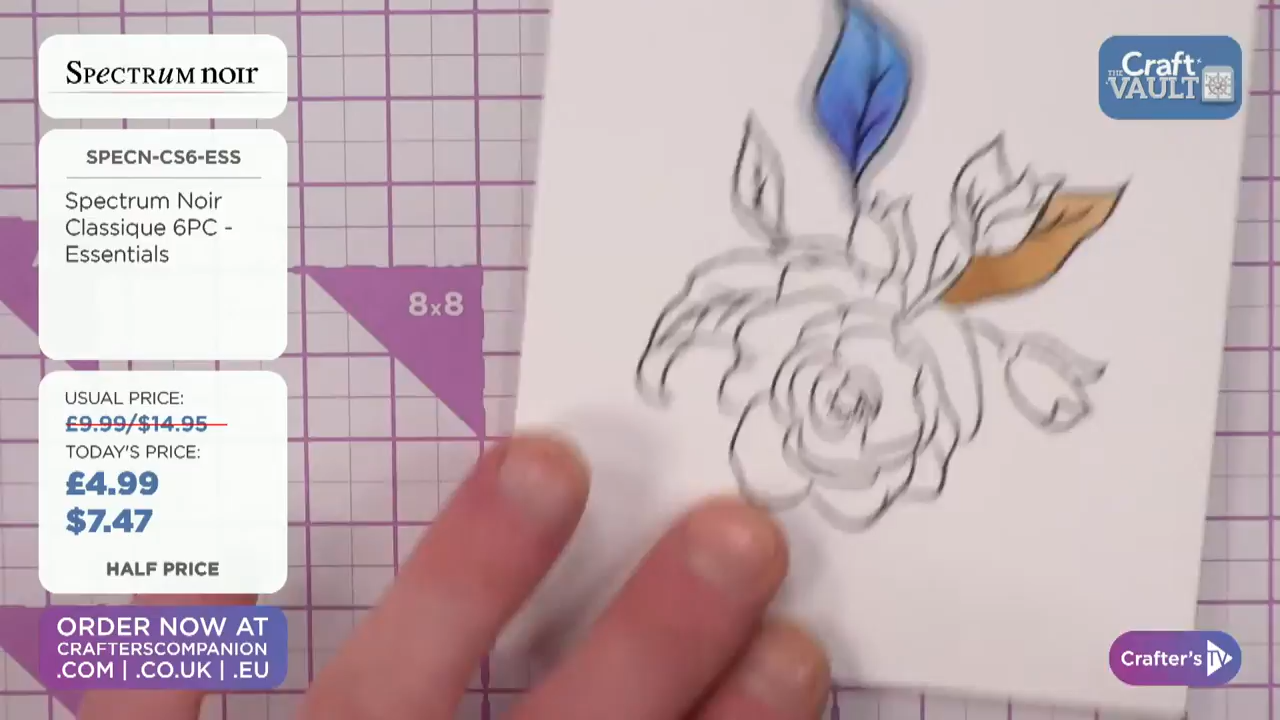 SPECTRUM NOIR
SPECN-CS6-ESS
Spectrum Noir
Classique 6PC -
Essentials
USUAL PRICE:
£9.99/$14.95
TODAY'S PRICE:
£4.99
$7.47
HALF PRICE
ORDER NOW AT
CRAFTERSCOMPANION
.COM | .CO.UK | .EU
8x8
THE Craft
VAULT
Crafter's TV